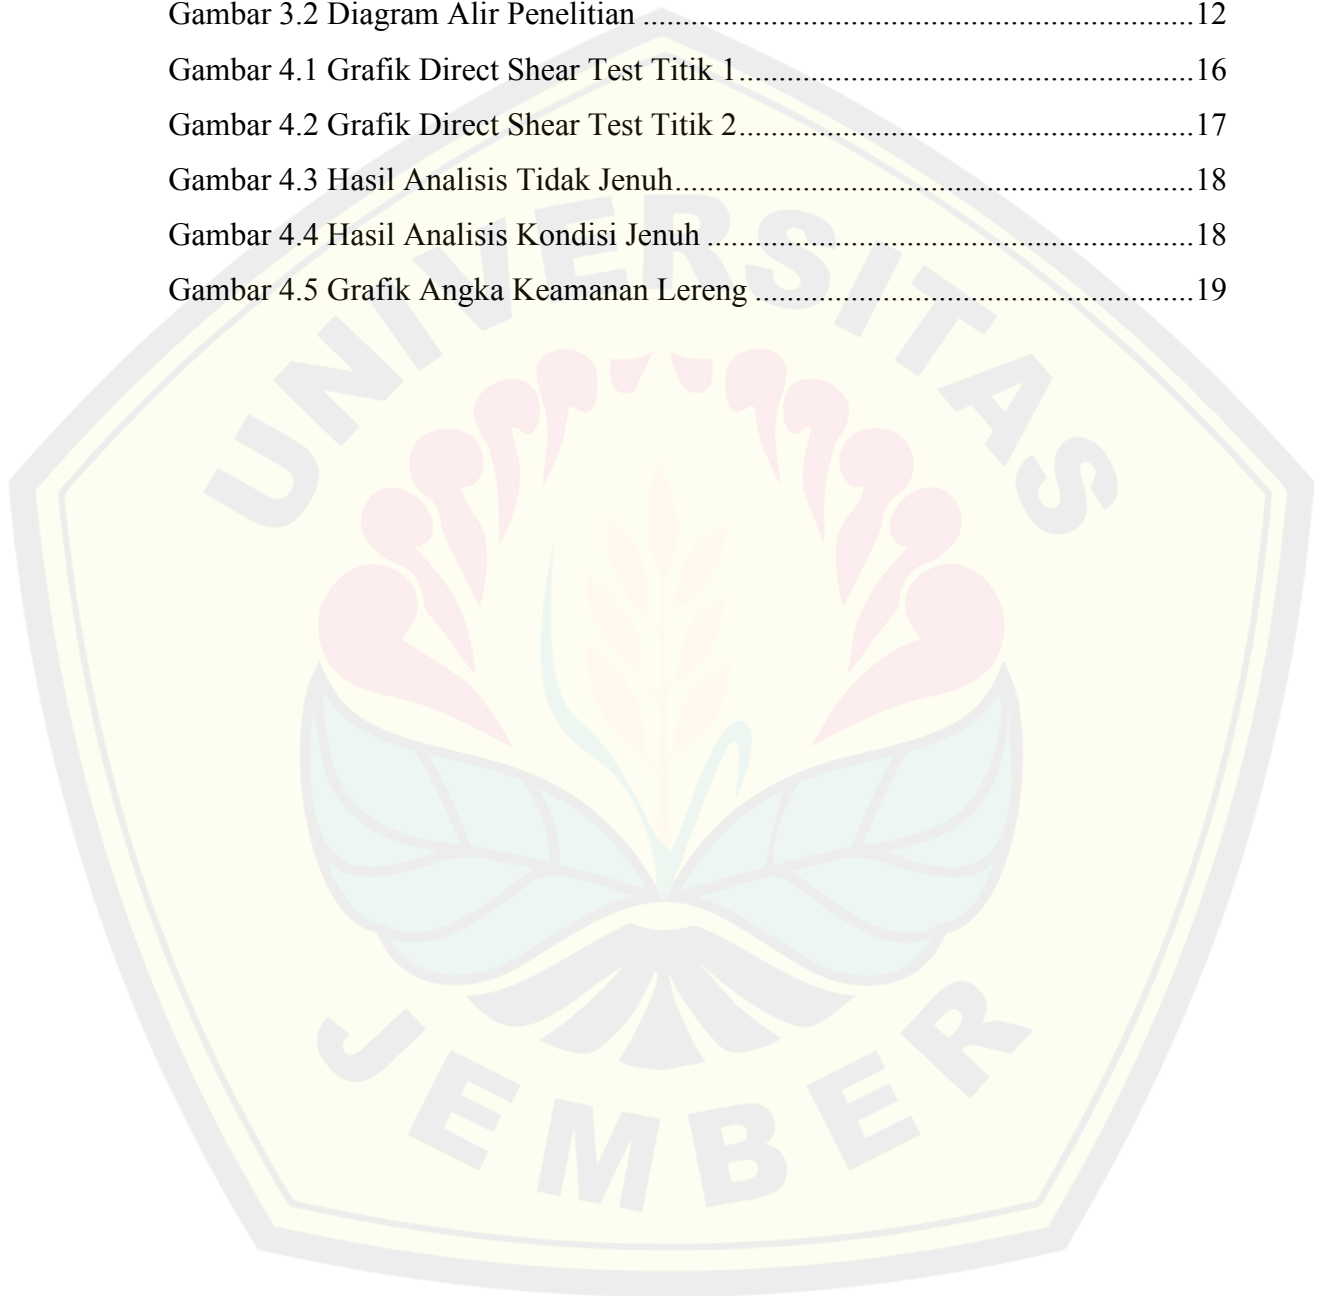 Gambar 3.2 Diagram Alir Penelitian ......................................................................12
Gambar 4.1 Grafik Direct Shear Test Titik 1..........................................................16
Gambar 4.2 Grafik Direct Shear Test Titik 2..........................................................17
Gambar 4.3 Hasil Analisis Tidak Jenuh..................................................................18
Gambar 4.4 Hasil Analisis Kondisi Jenuh ..............................................................18
Gambar 4.5 Grafik Angka Keamanan Lereng ........................................................19
UNIVERSITAS
JEMBER